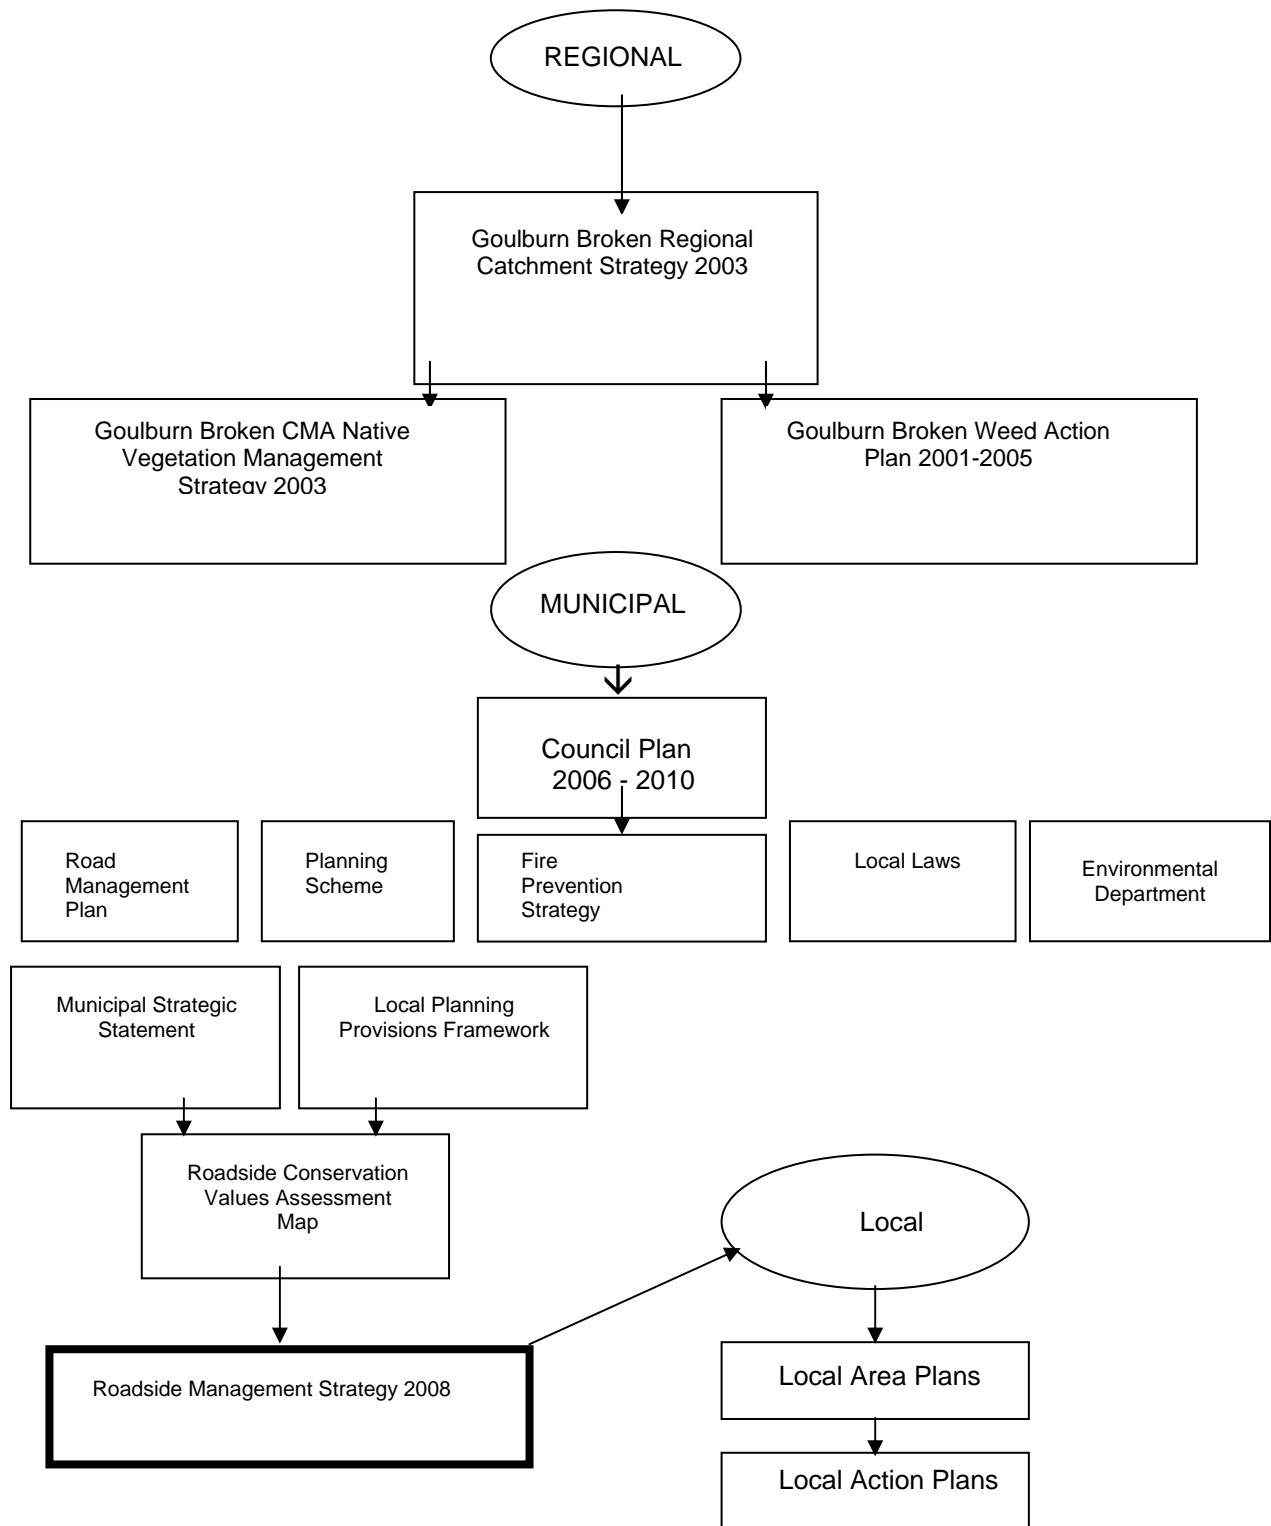 REGIONAL
Goulburn Broken Regional
Catchment Strategy 2003
Goulburn Broken CMA Native
Vegetation Management
Strategy 2003
Goulburn Broken Weed Action
Plan 2001-2005
MUNICIPAL
Council Plan
2006 - 2010
Road
Management
Plan
Planning
Scheme
Fire
Prevention
Strategy
Local Laws
Environmental
Department
Municipal Strategic
Statement
Local Planning
Provisions Framework
Roadside Conservation
Values Assessment
Map
Roadside Management Strategy 2008
Local
Local Area Plans
Local Action Plans